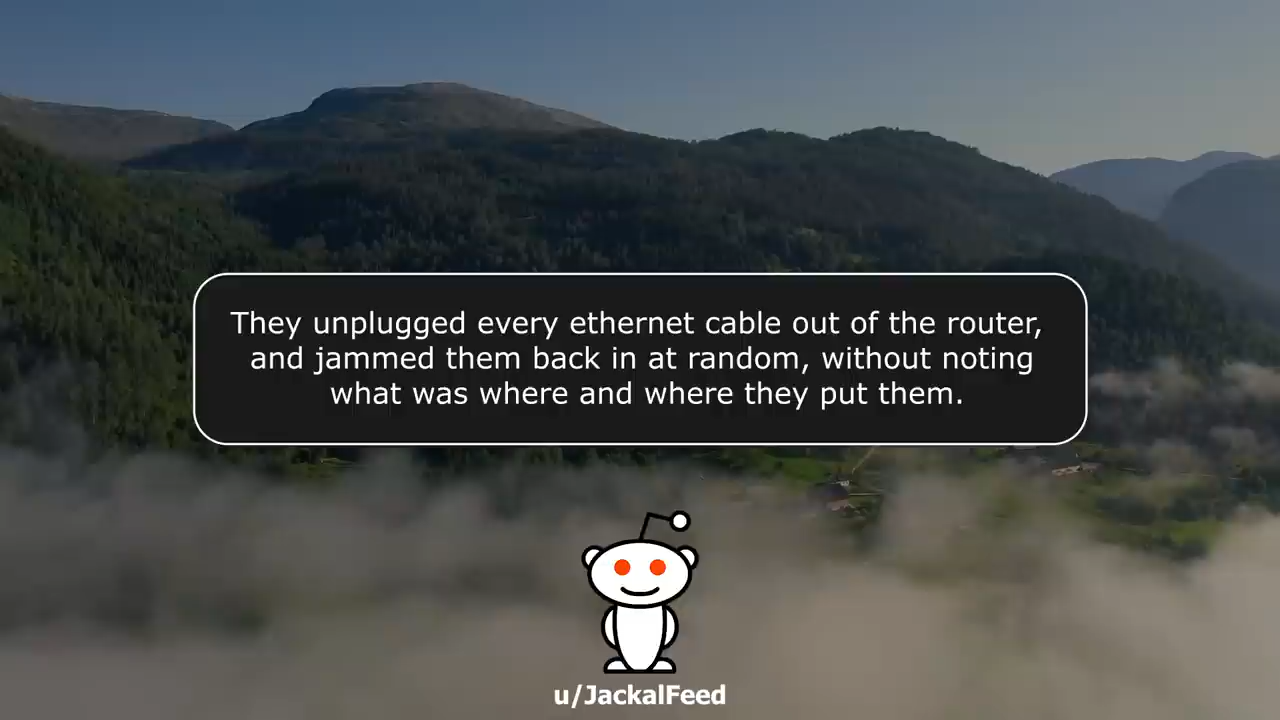 They unplugged every ethernet cable out of the router,
and jammed them back in at random, without noting
what was where and where they put them.
u/JackalFeed